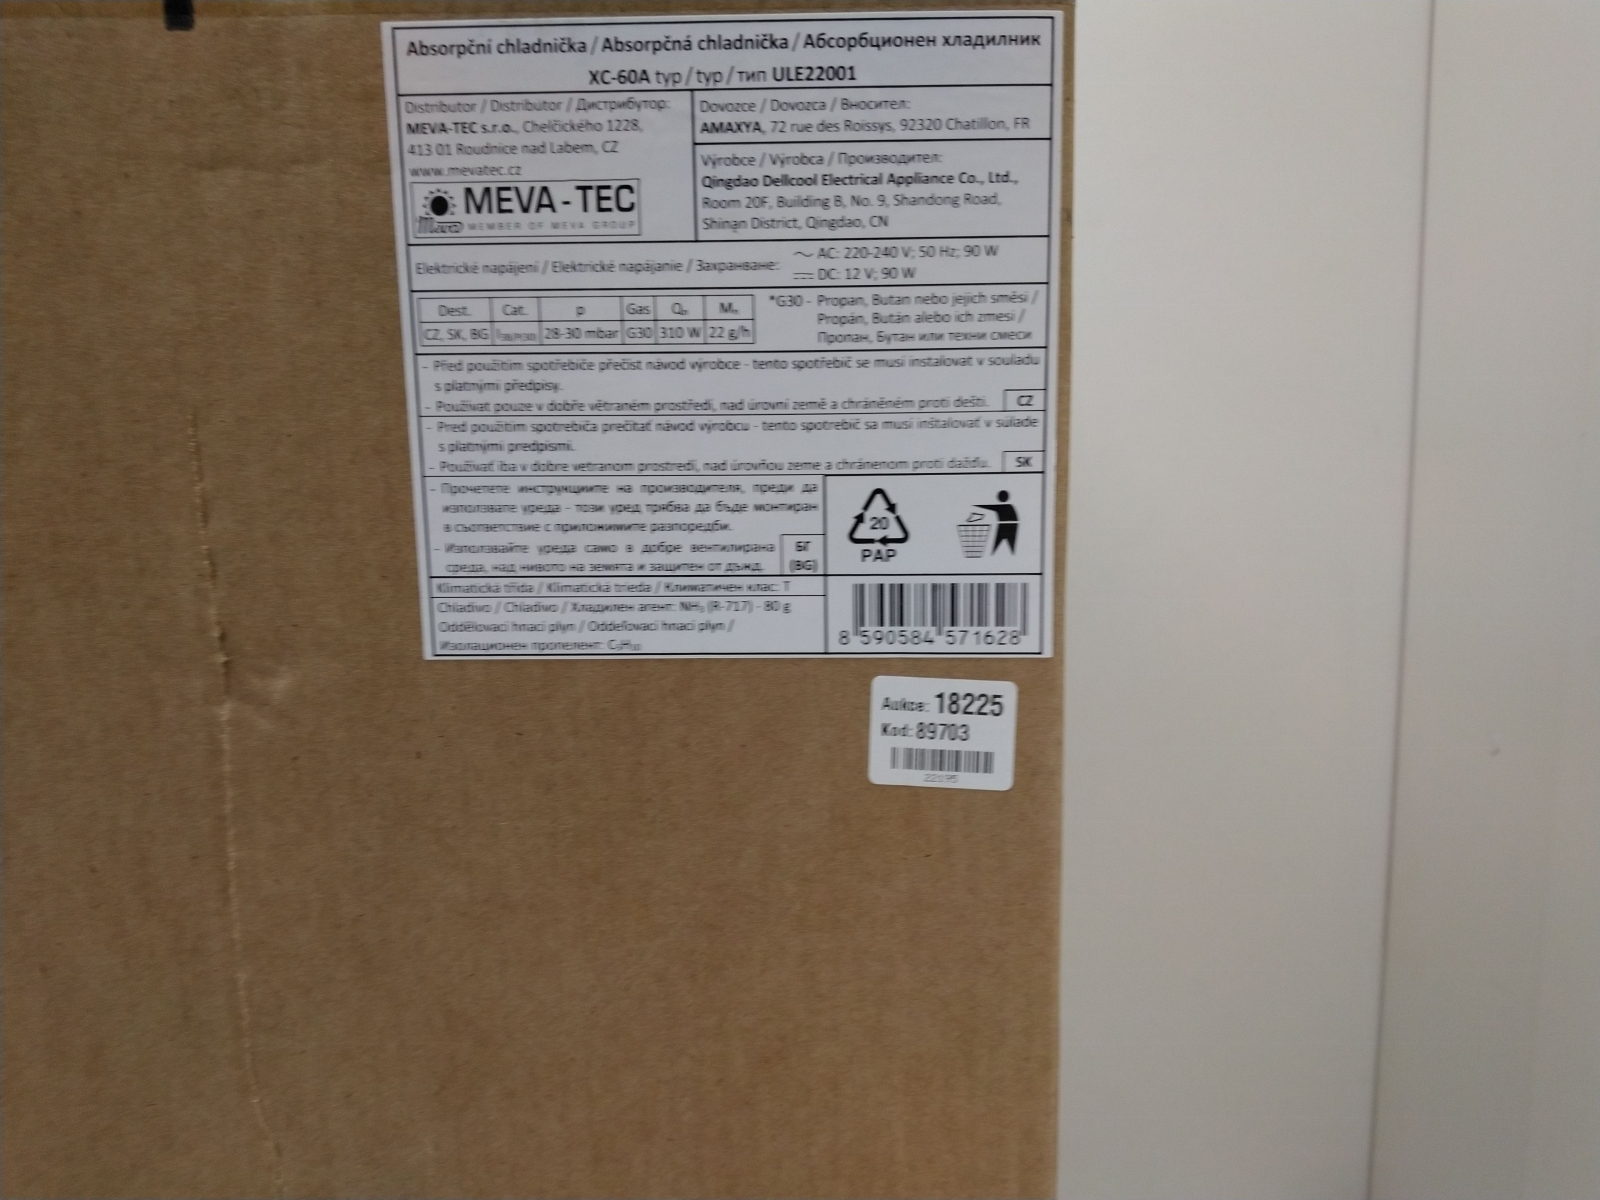 Absorpční chladnička / Absorpčná chladnička / Абсорбционен хладилник
XC-60A typ / typ / тип ULE22001
Distributor / Distributor / Дистрибутор:
MEVA-TEC s.r.o., Chelčického 1228,
413 01 Roudnice nad Labem, CZ
www.mevatec.cz
MEVA-TEC
Meva MEMBER OF MEVA GROUP
Dovozce / Dovozca / Вносител:
AMAXYA, 72 rue des Roissys, 92320 Chatillon, FR
Výrobce / Výrobca / Производител:
Qingdao Dellcool Electrical Appliance Co., Ltd.,
Room 20F, Building B, No. 9, Shandong Road,
Shinan District, Qingdao, CN
Elektrické napájení / Elektrické napájanie / Захранване:
AC: 220-240 V; 50 Hz; 90 W
DC: 12 V; 90 W
Dest. Cat. p Gas Qₙ Mₙ
CZ, SK, BG 28-30 mbar G30 310 W 22 g/h
*G30 - Propan, Butan nebo jejich směsi /
Propán, Bután alebo ich zmesi /
Пропан, Бутан или техни смеси
- Před použitím spotřebiče přečíst návod výrobce - tento spotřebič se musí instalovat v souladu
s platnými předpisy.
- Používat pouze v dobře větraném prostředí, nad úrovní země a chráněném proti dešti. CZ
- Pred použitím spotrebiča prečítať návod výrobcu - tento spotrebič sa musí inštalovať v súlade
s platnými predpismi.
- Používať iba v dobre vetranom prostredí, nad úrovňou zeme a chránenom proti dažďu. SK
- Прочетете инструкциите на производителя, преди да
използвате уреда - този уред трябва да бъде монтиран
в съответствие с приложимите разпоредби.
- Използвайте уреда само в добре вентилирана
среда, над нивото на земята и защитен от дъжд.
БГ
(BG)
20
PAP
Klimatická třída / Klimatická trieda / Климатичен клас: T
Chladivo / Chladivo / Хладилен агент: NH₃ (R-717) - 80 g
Oddělovací hnací plyn / Oddeľovací hnací plyn /
Изолационен пропелент: C₅H₁₀
8 590584 571628
Aukce: 18225
Kod: 89703
22195